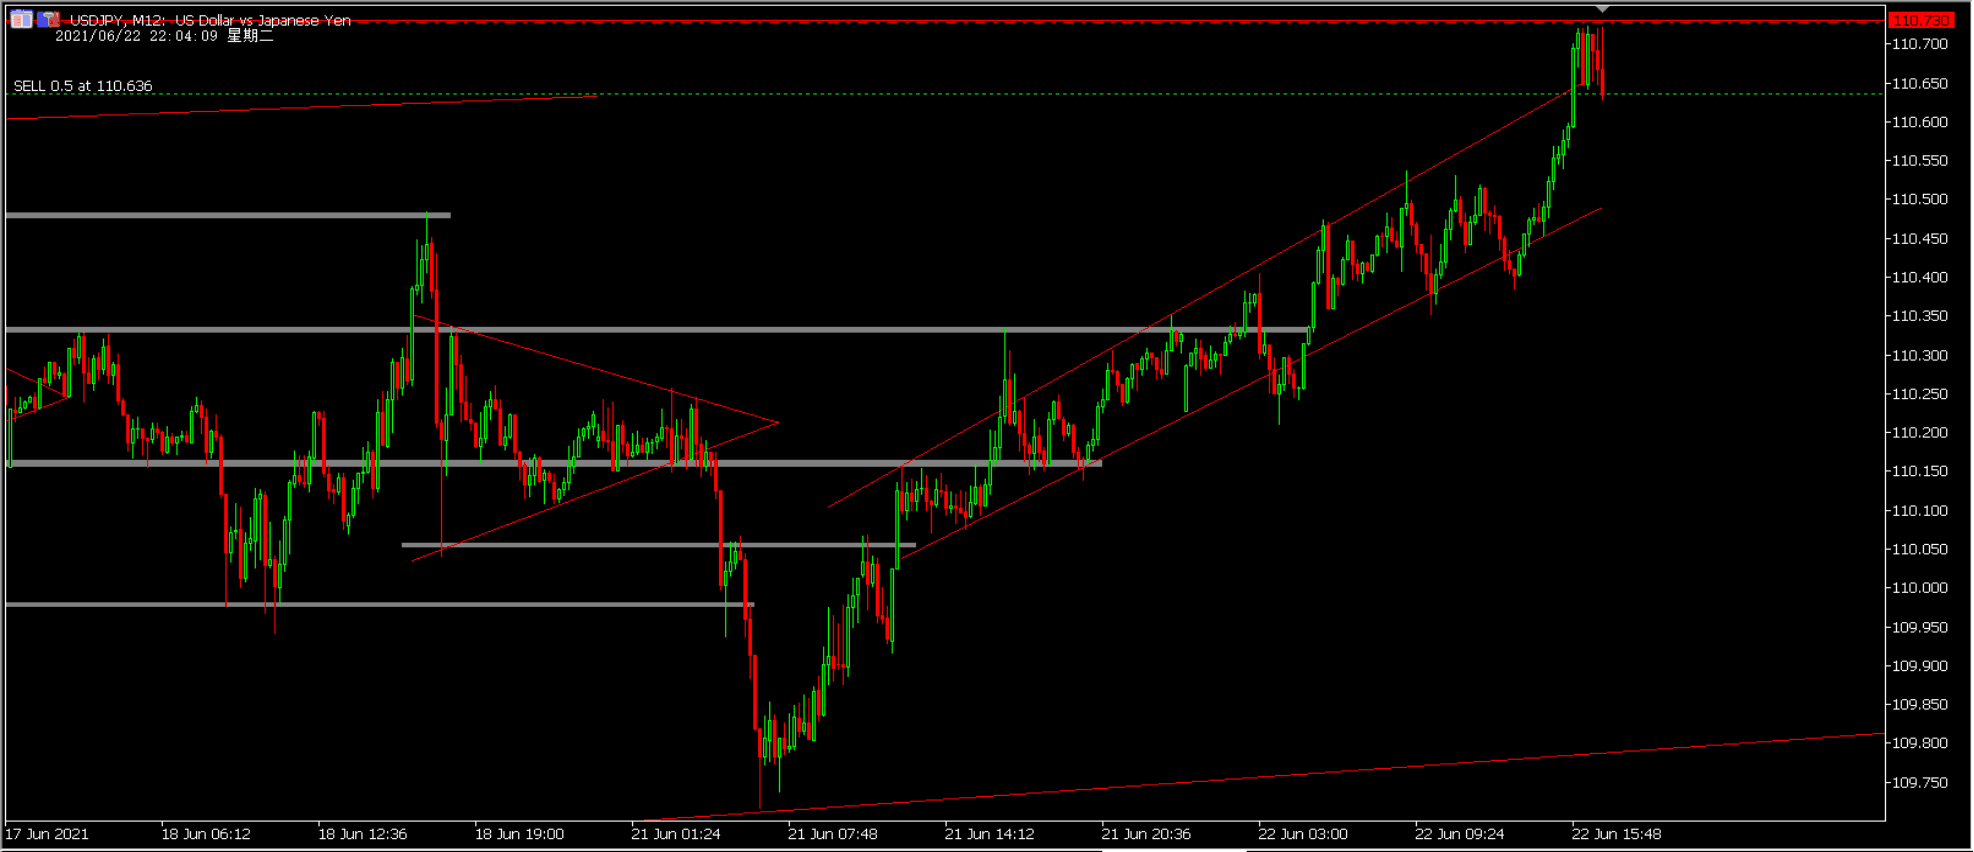 USDJPY, M12: US Dollar vs Japanese Yen
2021/06/22 22:04:09 星期二
SELL 0.5 at 110.636
110.730
110.700
110.650
110.600
110.550
110.500
110.450
110.400
110.350
110.300
110.250
110.200
110.150
110.100
110.050
110.000
109.950
109.900
109.850
109.800
109.750
17 Jun 2021
18 Jun 06:12
18 Jun 12:36
18 Jun 19:00
21 Jun 01:24
21 Jun 07:48
21 Jun 14:12
21 Jun 20:36
22 Jun 03:00
22 Jun 09:24
22 Jun 15:48